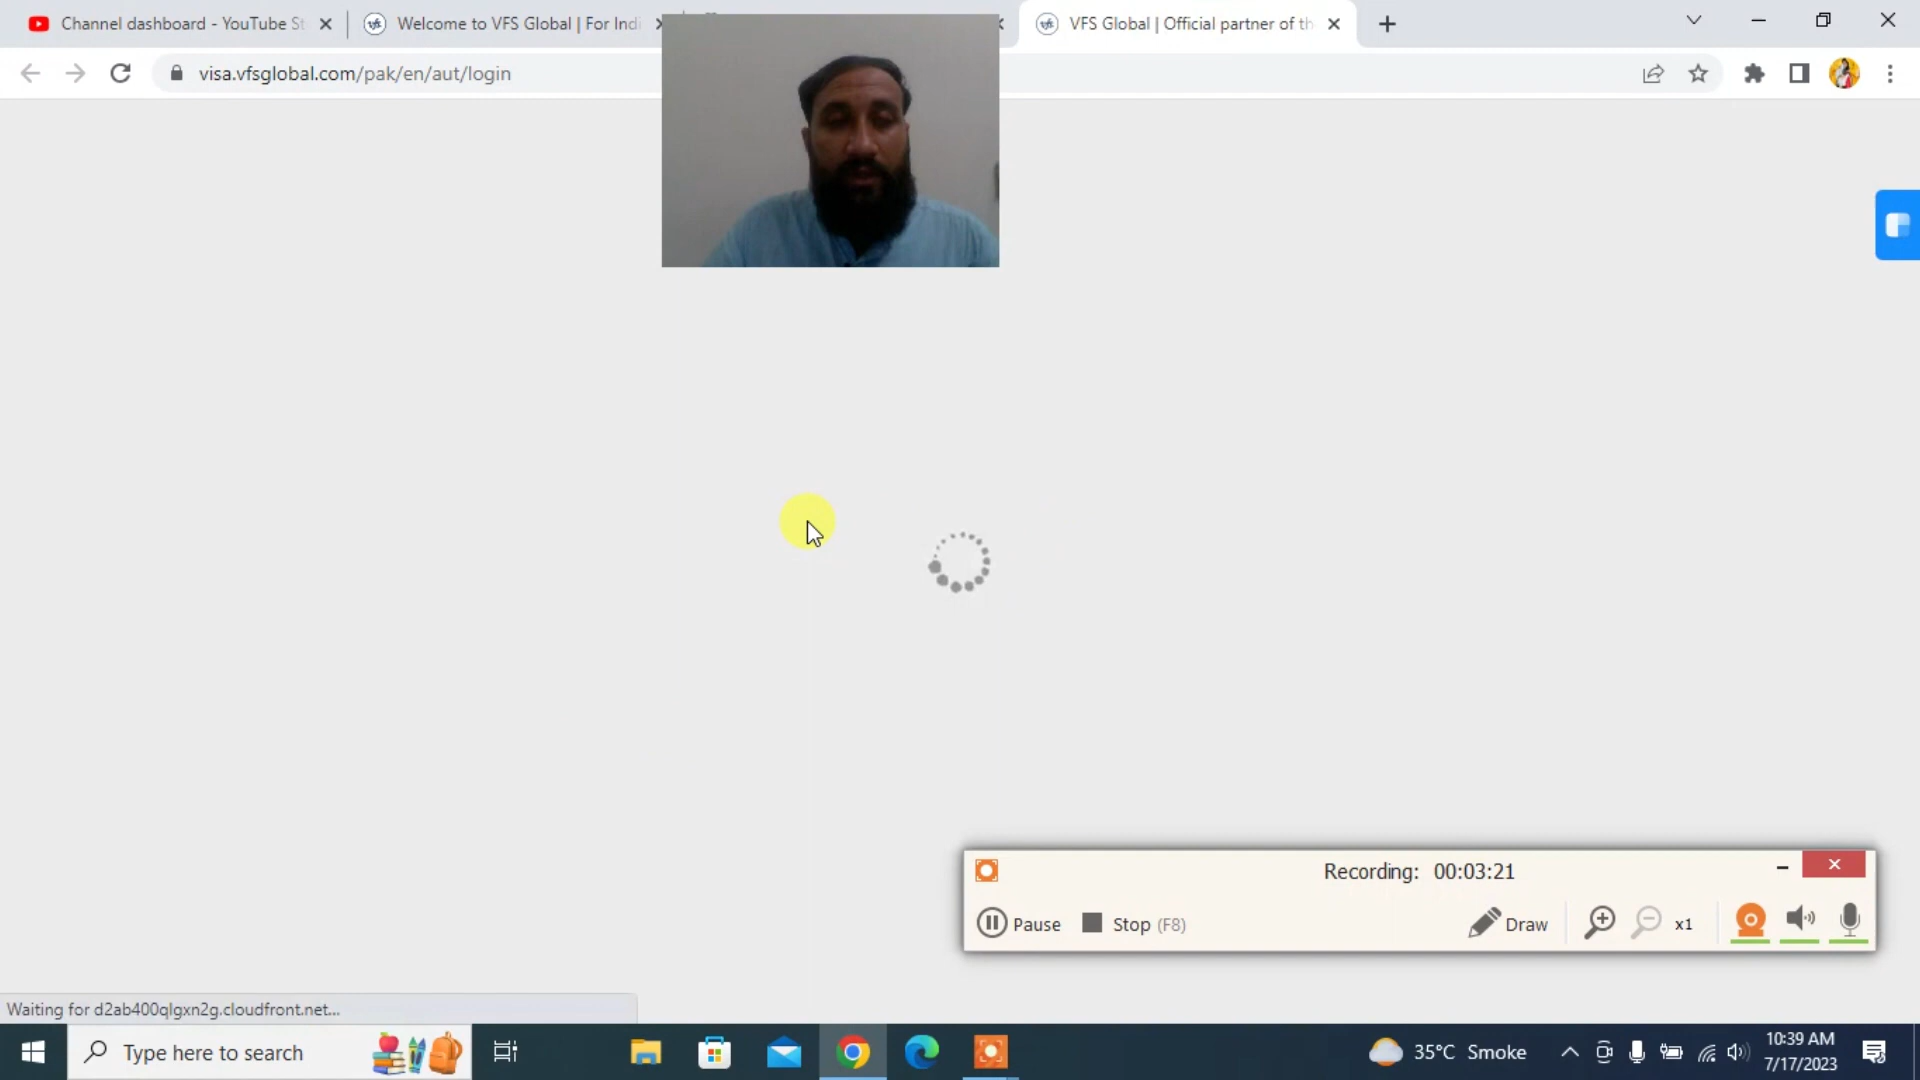 Channel dashboard - YouTube St
Welcome to VFS Global | For Indi
VFS Global | Official partner of th
visa.vfsglobal.com/pak/en/aut/login
Recording: 00:03:21
Pause
Stop (F8)
Draw
x1
Waiting for d2ab400qlgxn2g.cloudfront.net...
Type here to search
35°C Smoke
10:39 AM
7/17/2023